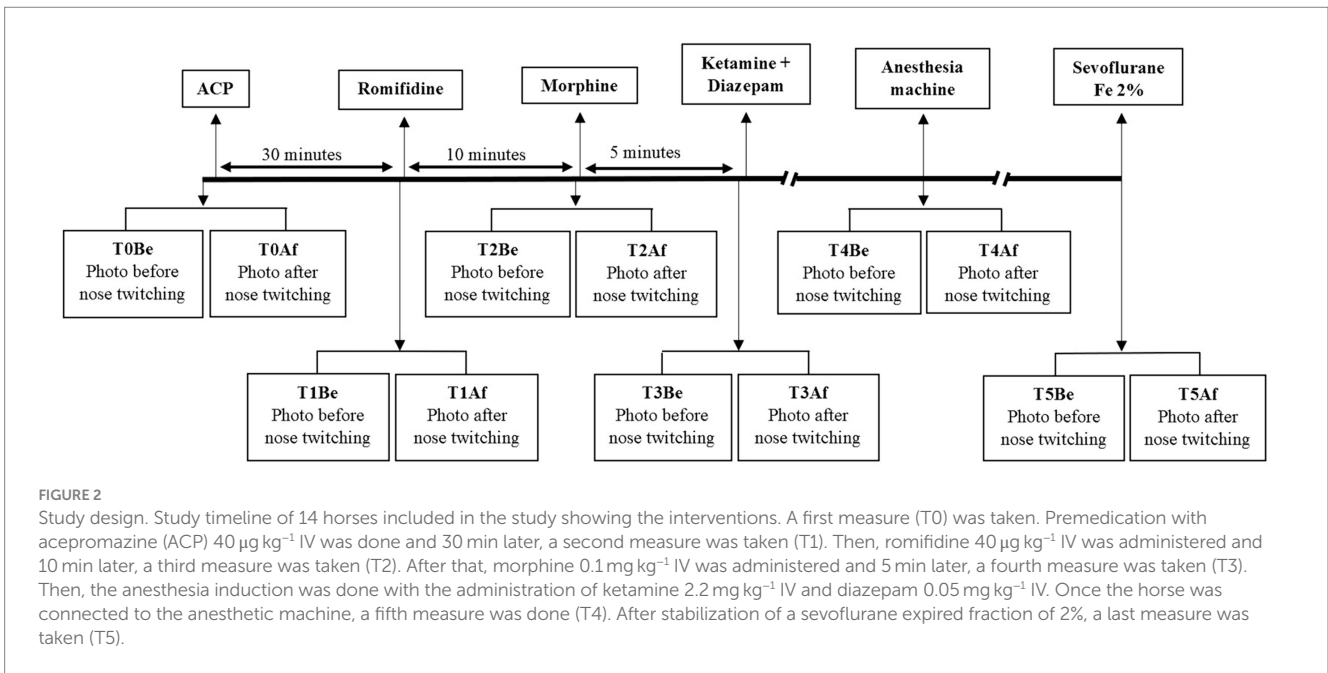 ACP
Romifidine
Morphine
Ketamine +
Diazepam
Anesthesia
machine
Sevoflurane
Fe 2%
30 minutes
10 minutes
5 minutes
T0Be
Photo before
nose twitching
T0Af
Photo after
nose twitching
T2Be
Photo before
nose twitching
T2Af
Photo after
nose twitching
T4Be
Photo before
nose twitching
T4Af
Photo after
nose twitching
T1Be
Photo before
nose twitching
T1Af
Photo after
nose twitching
T3Be
Photo before
nose twitching
T3Af
Photo after
nose twitching
T5Be
Photo before
nose twitching
T5Af
Photo after
nose twitching
FIGURE 2
Study design. Study timeline of 14 horses included in the study showing the interventions. A first measure (T0) was taken. Premedication with
acepromazine (ACP) 40 μg kg⁻¹ IV was done and 30 min later, a second measure was taken (T1). Then, romifidine 40 μg kg⁻¹ IV was administered and
10 min later, a third measure was taken (T2). After that, morphine 0.1 mg kg⁻¹ IV was administered and 5 min later, a fourth measure was taken (T3).
Then, the anesthesia induction was done with the administration of ketamine 2.2 mg kg⁻¹ IV and diazepam 0.05 mg kg⁻¹ IV. Once the horse was
connected to the anesthetic machine, a fifth measure was done (T4). After stabilization of a sevoflurane expired fraction of 2%, a last measure was
taken (T5).